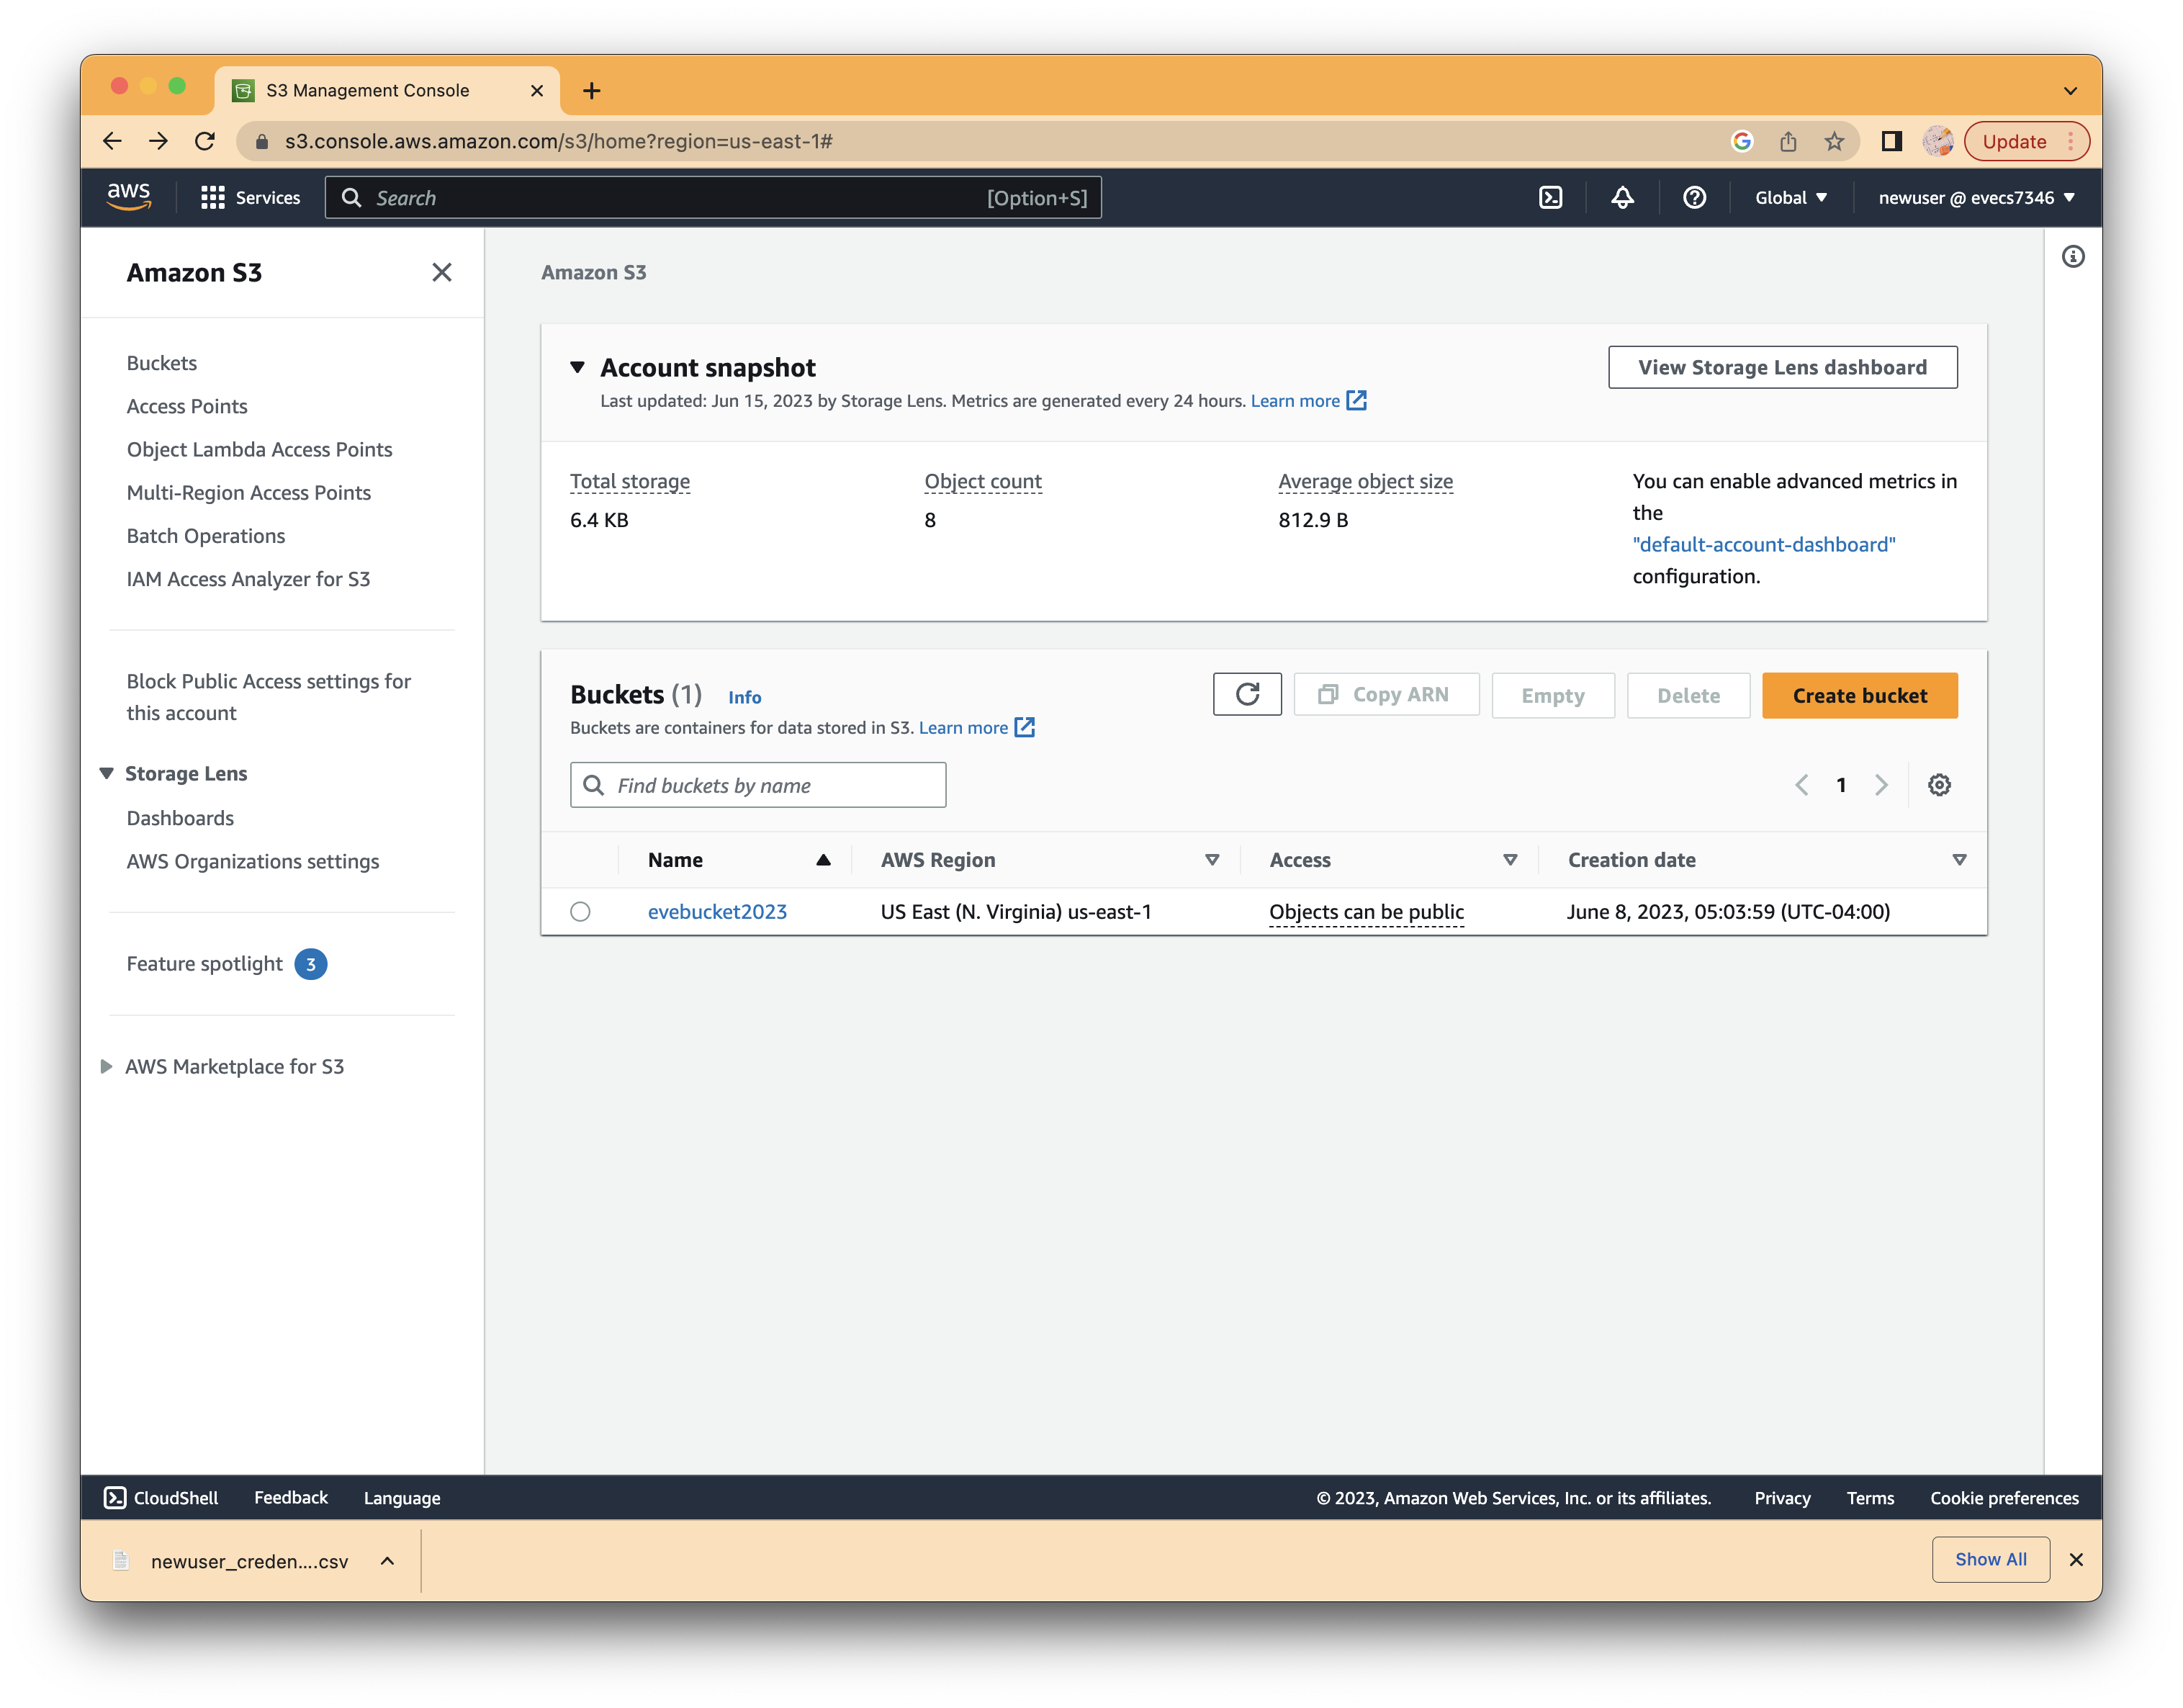 S3 Management Console
s3.console.aws.amazon.com/s3/home?region=us-east-1#
Update
aws
Services
Search
[Option+S]
Global
newuser @ evecs7346
Amazon S3
Buckets
Access Points
Object Lambda Access Points
Multi-Region Access Points
Batch Operations
IAM Access Analyzer for S3
Block Public Access settings for
this account
Storage Lens
Dashboards
AWS Organizations settings
Feature spotlight 3
AWS Marketplace for S3
Amazon S3
Account snapshot
View Storage Lens dashboard
Last updated: Jun 15, 2023 by Storage Lens. Metrics are generated every 24 hours. Learn more
Total storage
6.4 KB
Object count
8
Average object size
812.9 B
You can enable advanced metrics in
the
"default-account-dashboard"
configuration.
Buckets (1) Info
Copy ARN
Empty
Delete
Create bucket
Buckets are containers for data stored in S3. Learn more
Find buckets by name
1
Name AWS Region Access Creation date
evebucket2023 US East (N. Virginia) us-east-1 Objects can be public June 8, 2023, 05:03:59 (UTC-04:00)
CloudShell Feedback Language © 2023, Amazon Web Services, Inc. or its affiliates. Privacy Terms Cookie preferences
newuser_creden....csv
Show All